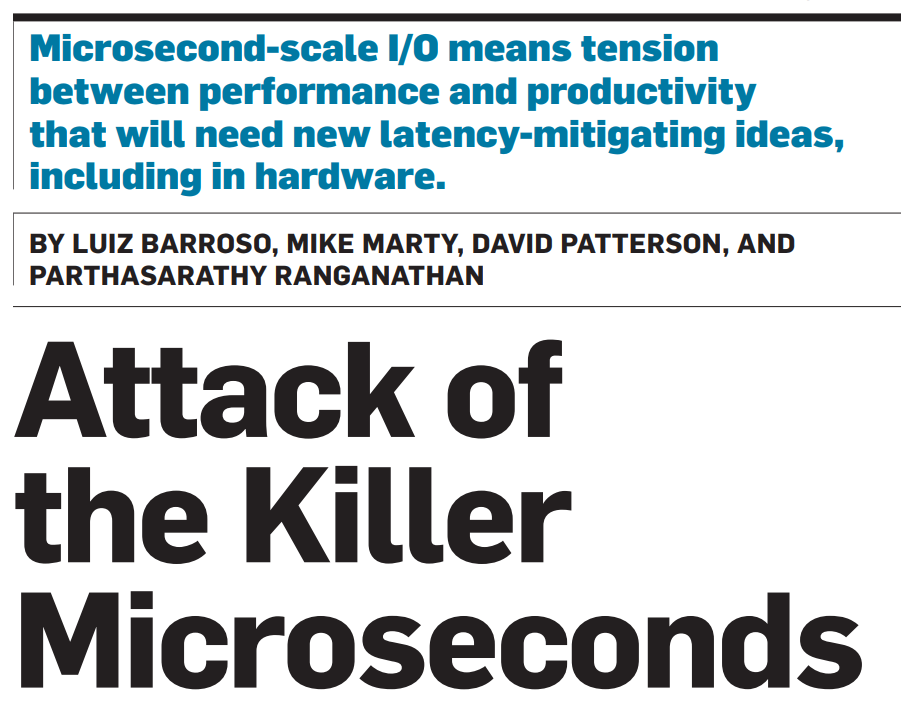 Microsecond-scale I/O means tension
between performance and productivity
that will need new latency-mitigating ideas,
including in hardware.
BY LUIZ BARROSO, MIKE MARTY, DAVID PATTERSON, AND
PARTHASARATHY RANGANATHAN
Attack of
the Killer
Microseconds